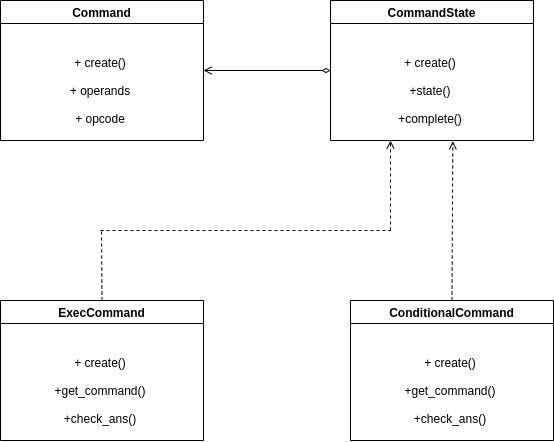 Command
+ create()
+ operands
+ opcode
CommandState
+ create()
+state()
+complete()
ExecCommand
+ create()
+get_command()
+check_ans()
ConditionalCommand
+ create()
+get_command()
+check_ans()